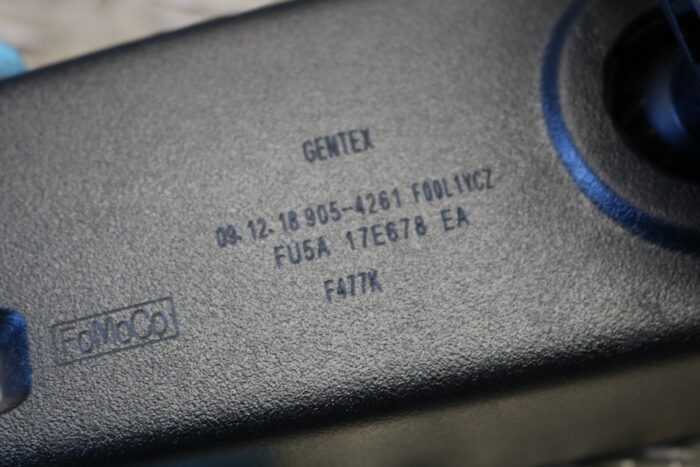 GENTEX
09-12-18 905-4261 F00L1YCZ
FU5A 17E678 EA
F477K
FoMoCo